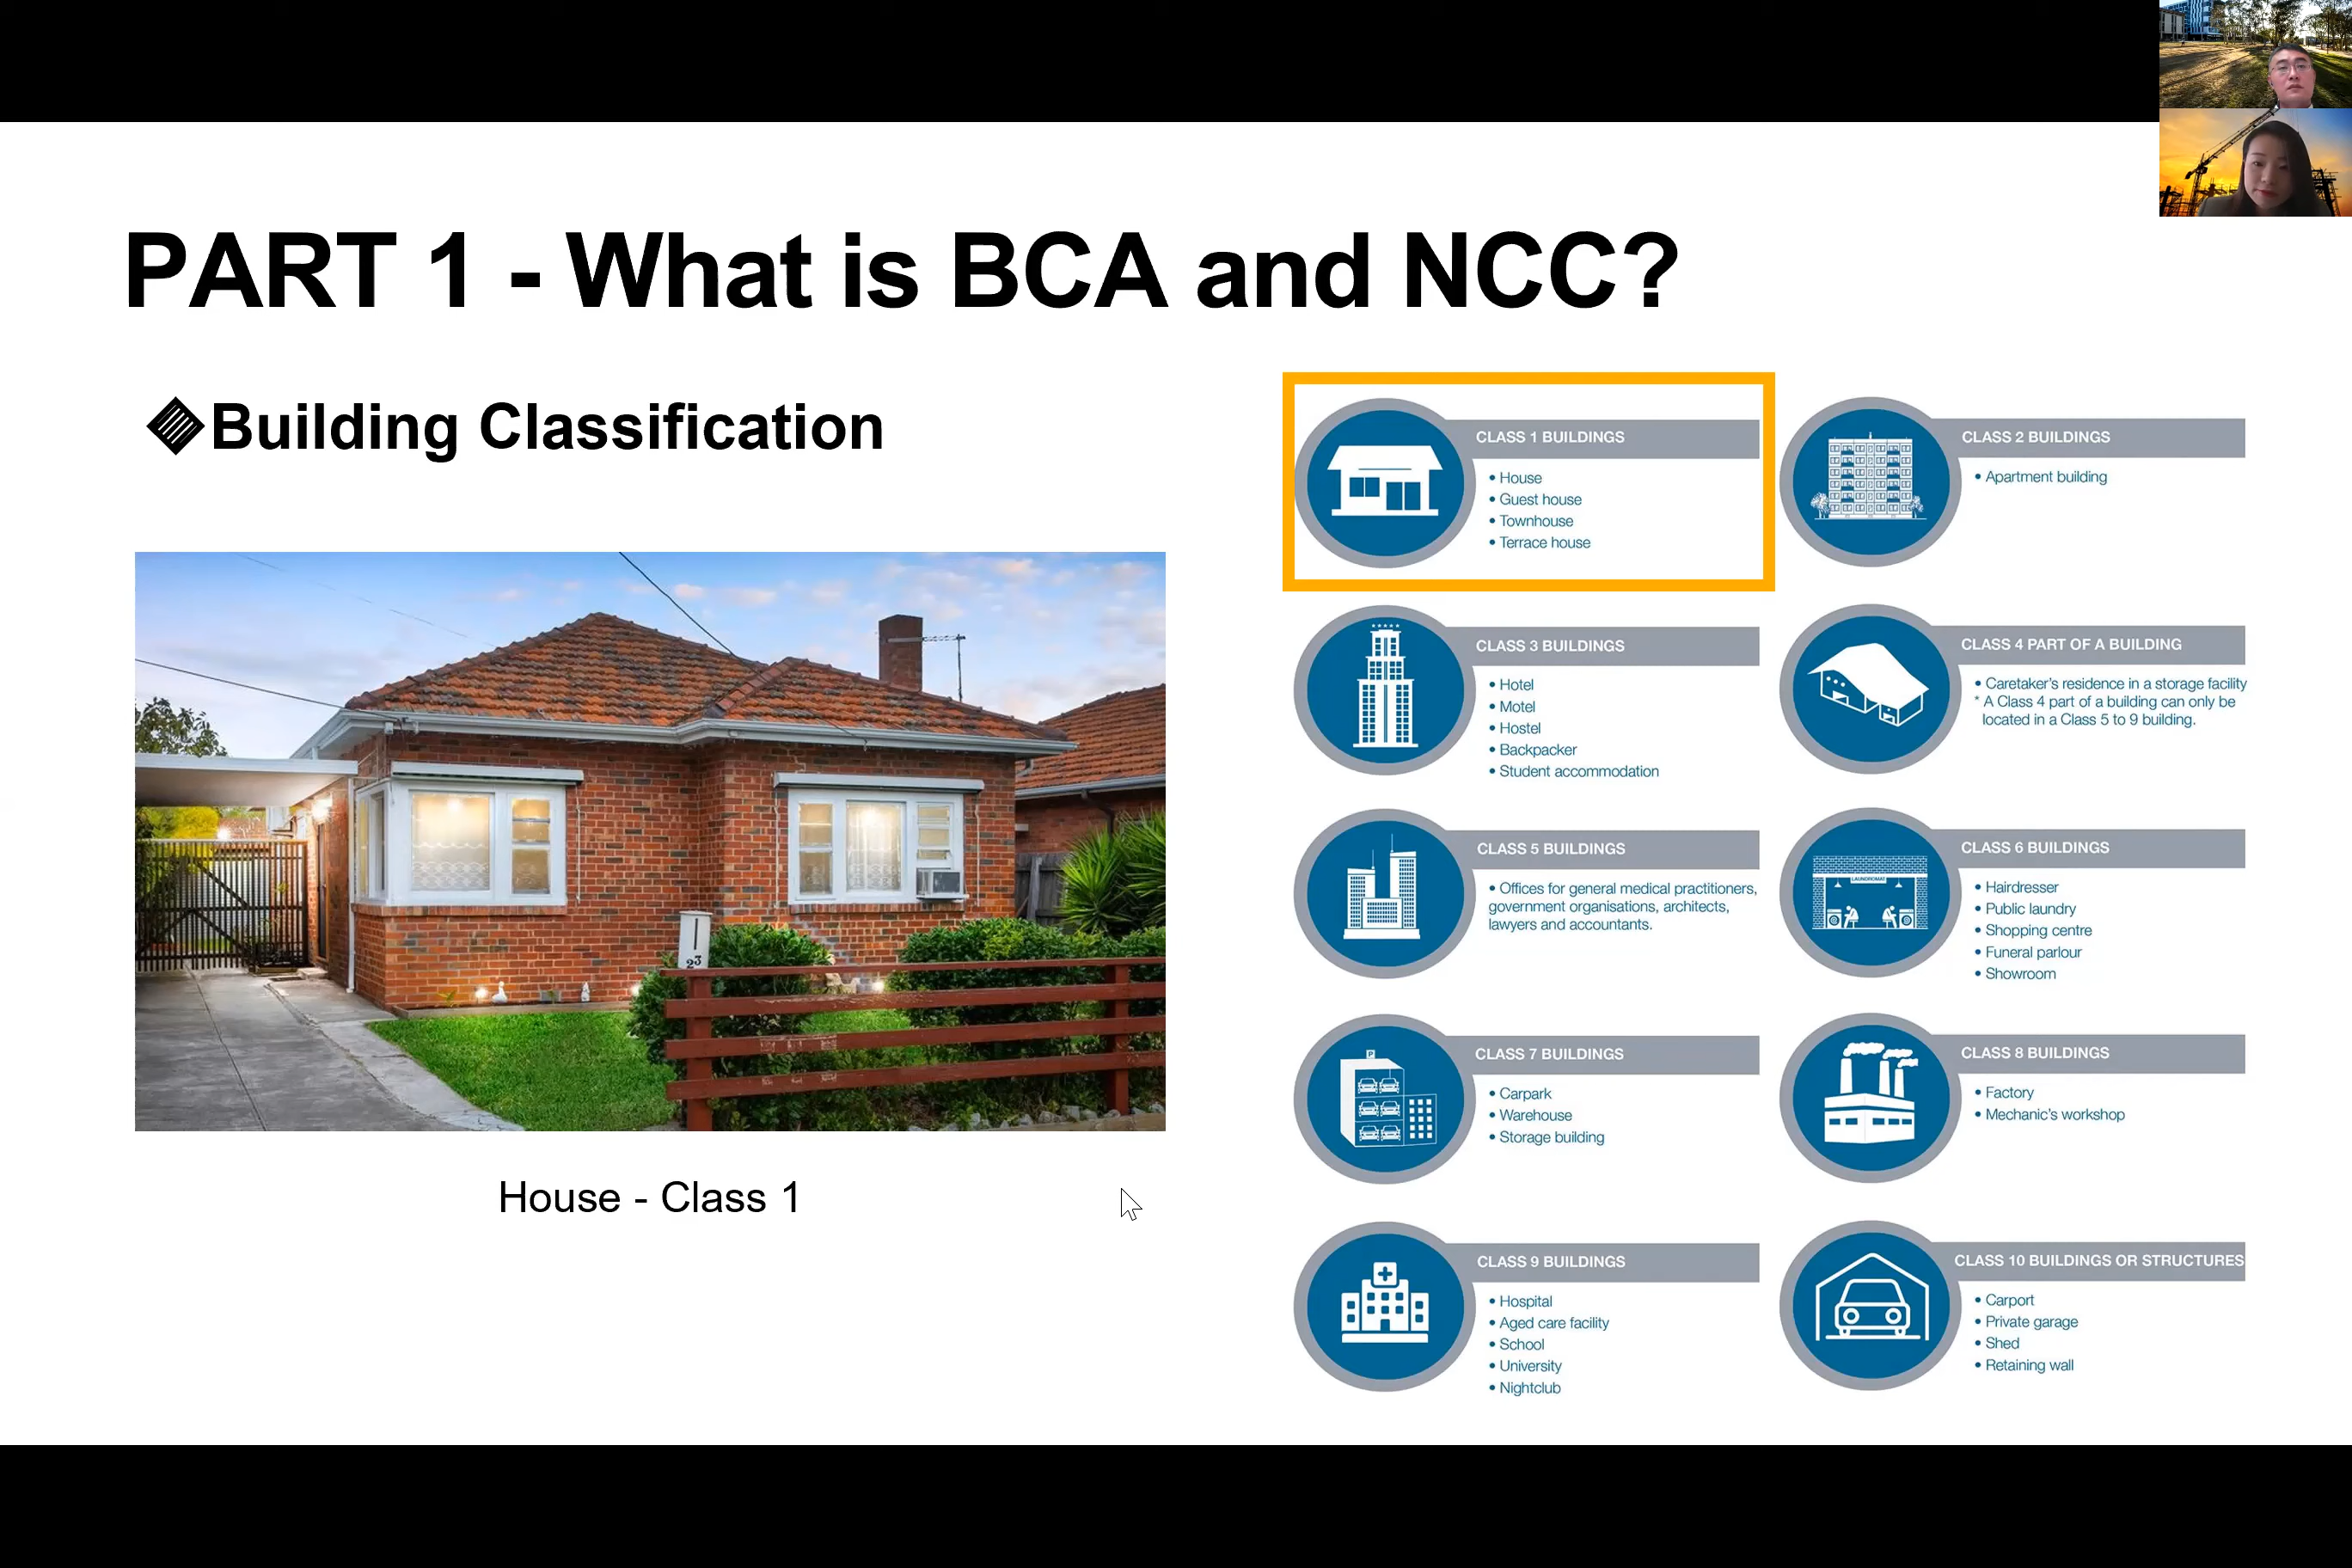 PART 1 - What is BCA and NCC?
Building Classification
23
House - Class 1
CLASS 1 BUILDINGS
• House
• Guest house
• Townhouse
• Terrace house
CLASS 2 BUILDINGS
• Apartment building
CLASS 3 BUILDINGS
• Hotel
• Motel
• Hostel
• Backpacker
• Student accommodation
CLASS 4 PART OF A BUILDING
• Caretaker's residence in a storage facility
* A Class 4 part of a building can only be
located in a Class 5 to 9 building.
CLASS 5 BUILDINGS
• Offices for general medical practitioners,
government organisations, architects,
lawyers and accountants.
CLASS 6 BUILDINGS
LAUNDROMAT
• Hairdresser
• Public laundry
• Shopping centre
• Funeral parlour
• Showroom
CLASS 7 BUILDINGS
P
• Carpark
• Warehouse
• Storage building
CLASS 8 BUILDINGS
• Factory
• Mechanic's workshop
CLASS 9 BUILDINGS
• Hospital
• Aged care facility
• School
• University
• Nightclub
CLASS 10 BUILDINGS OR STRUCTURES
• Carport
• Private garage
• Shed
• Retaining wall